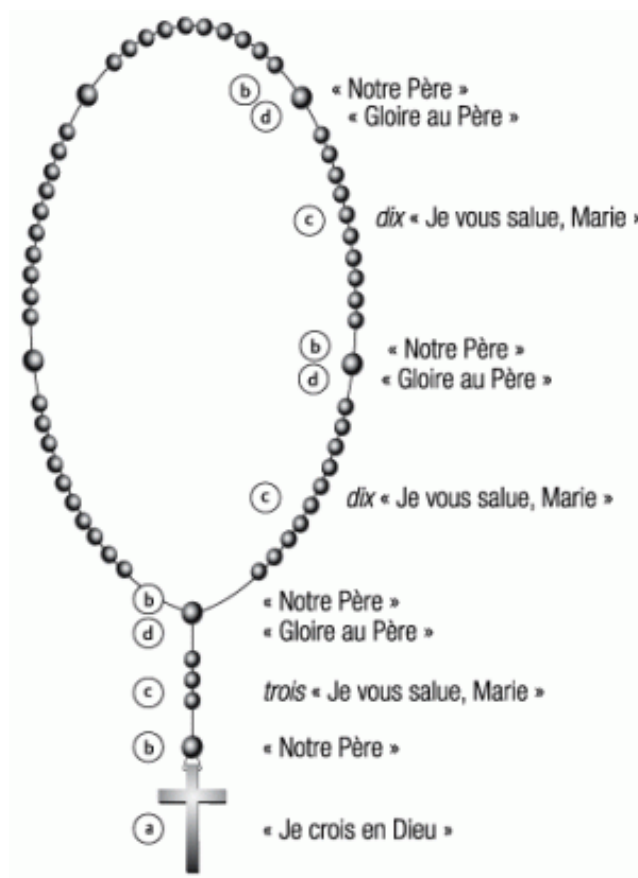 b « Notre Père »
d « Gloire au Père »
c dix « Je vous salue, Marie »
b « Notre Père »
d « Gloire au Père »
c dix « Je vous salue, Marie »
b « Notre Père »
d « Gloire au Père »
c trois « Je vous salue, Marie »
b « Notre Père »
a « Je crois en Dieu »